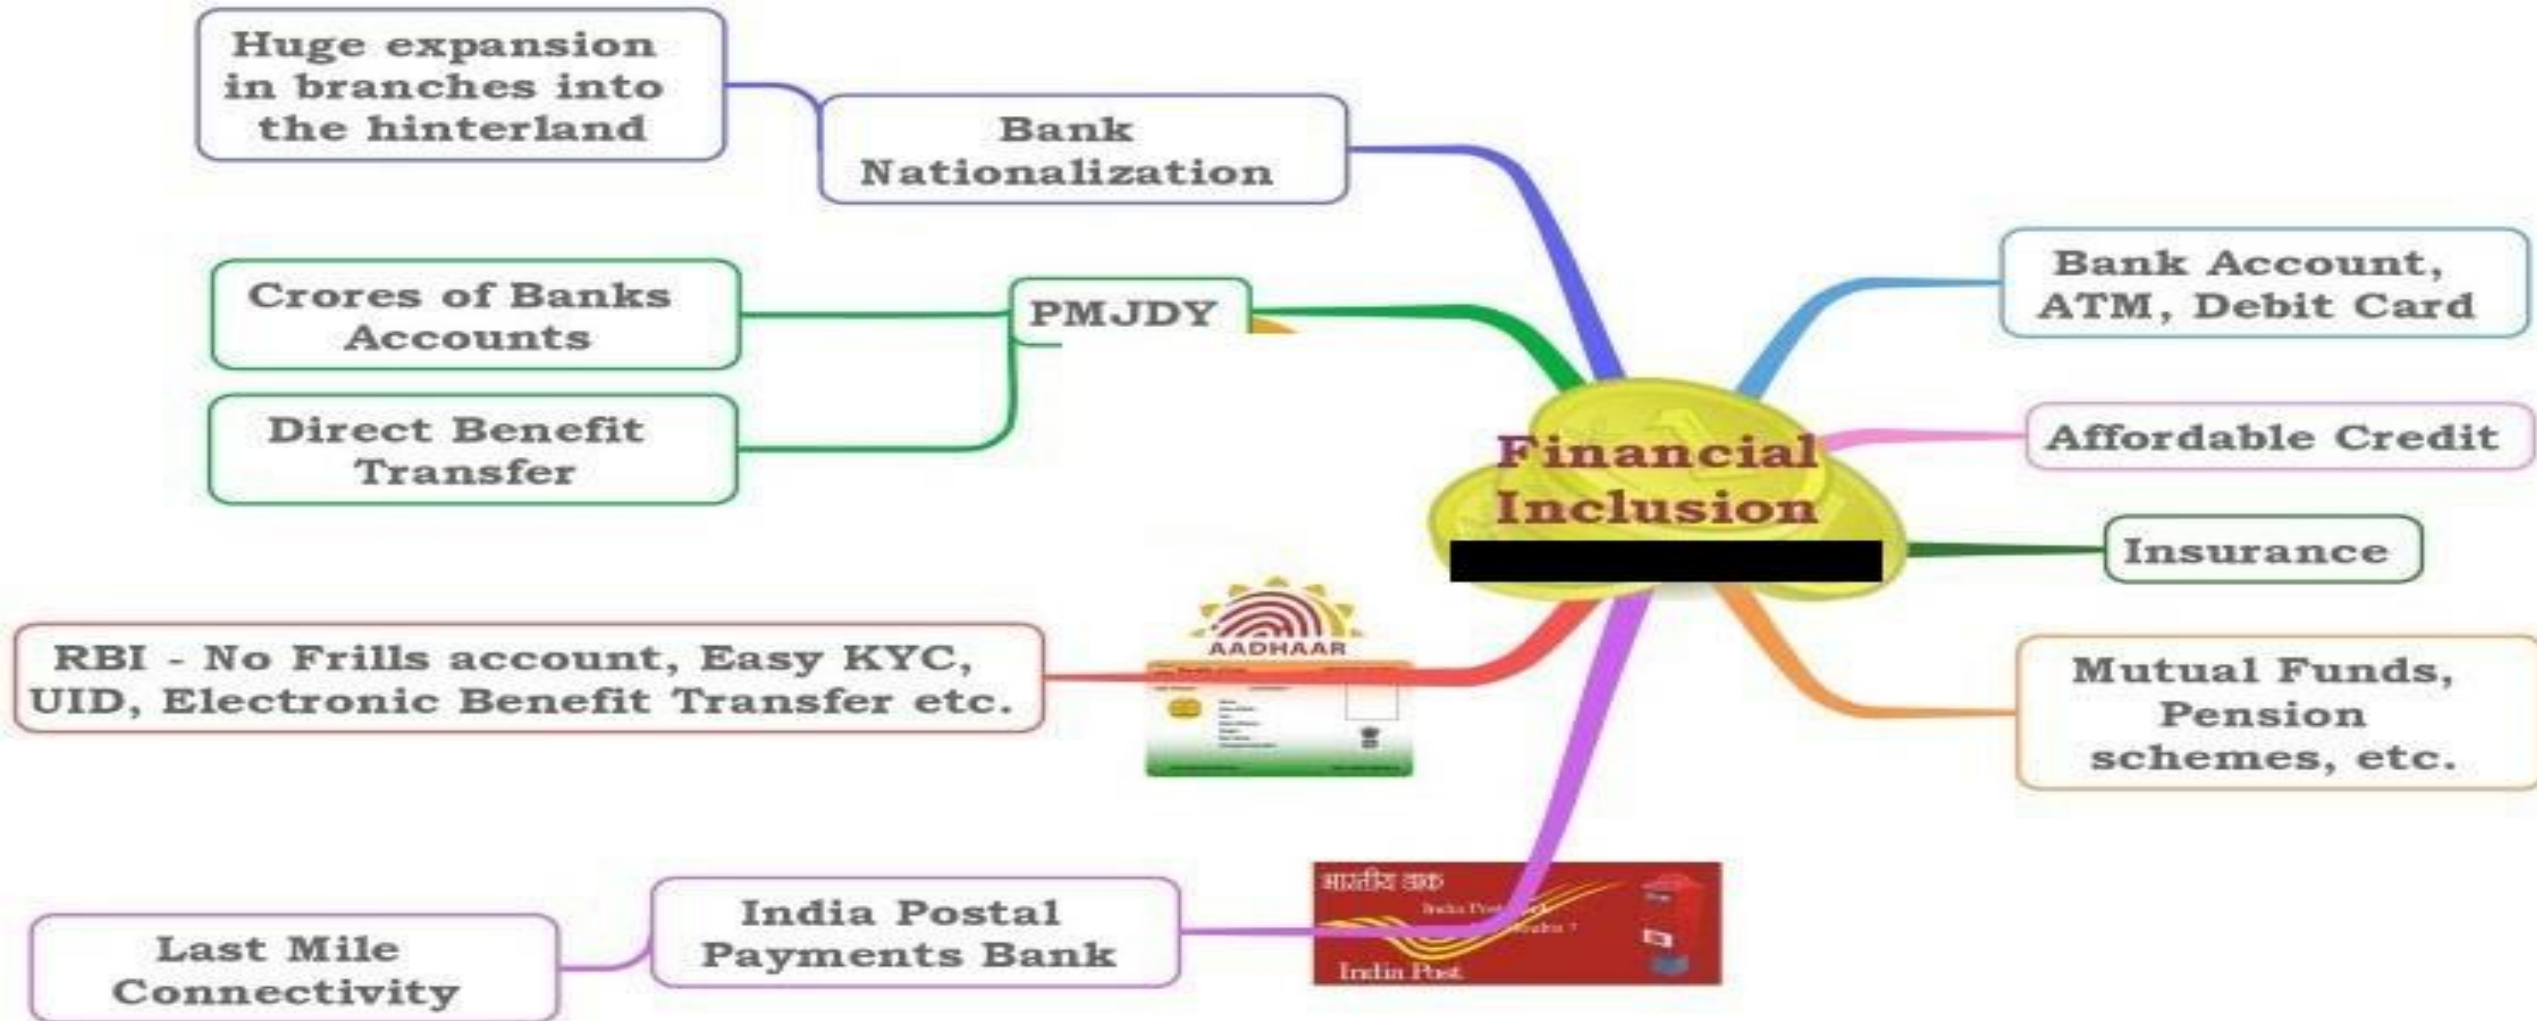 Huge expansion
in branches into
the hinterland
Bank
Nationalization
Crores of Banks
Accounts
PMJDY
Direct Benefit
Transfer
Financial
Inclusion
Bank Account,
ATM, Debit Card
Affordable Credit
Insurance
Mutual Funds,
Pension
schemes, etc.
AADHAAR
RBI - No Frills account, Easy KYC,
UID, Electronic Benefit Transfer etc.
भारतीय डाक
India Post
India Postal
Payments Bank
Last Mile
Connectivity